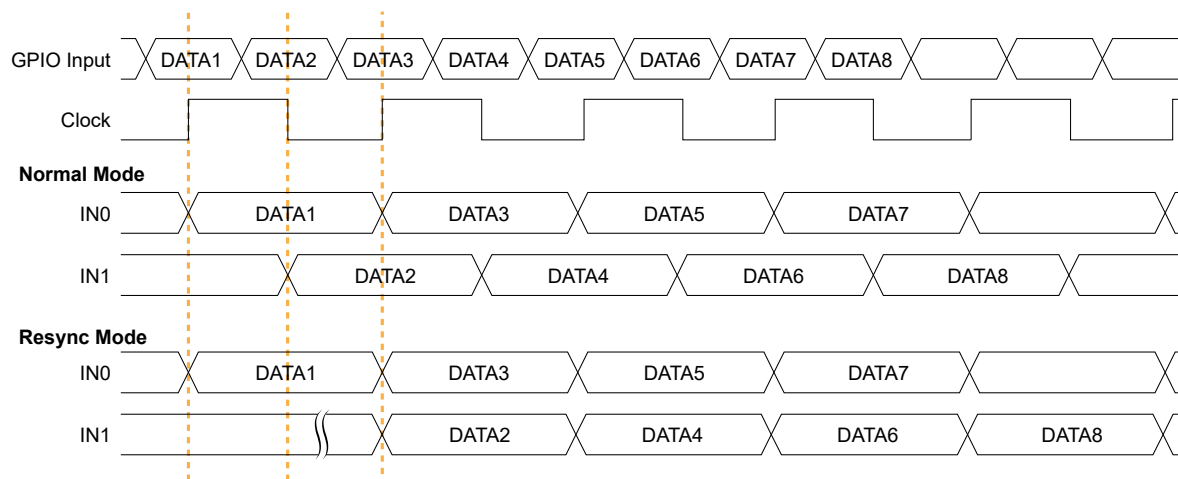 GPIO Input DATA1 DATA2 DATA3 DATA4 DATA5 DATA6 DATA7 DATA8
Clock
Normal Mode
IN0 DATA1 DATA3 DATA5 DATA7
IN1 DATA2 DATA4 DATA6 DATA8
Resync Mode
IN0 DATA1 DATA3 DATA5 DATA7
IN1 DATA2 DATA4 DATA6 DATA8